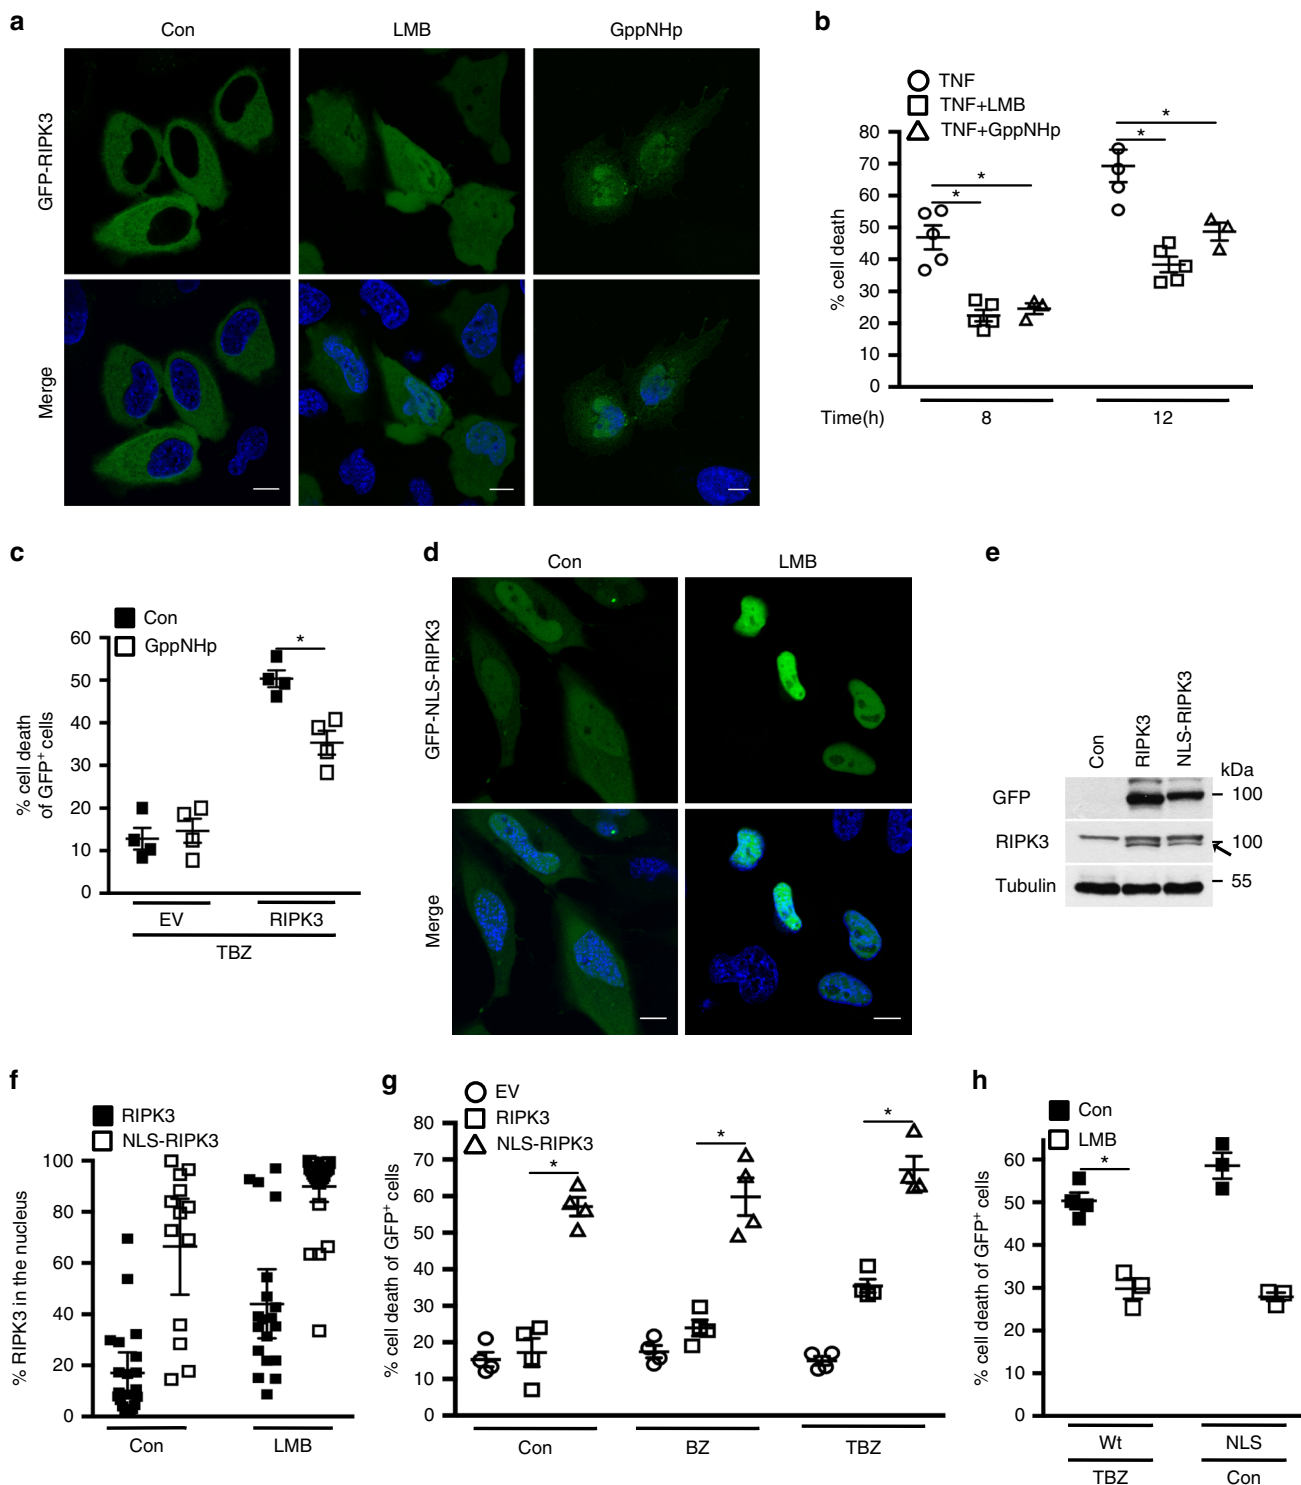 a
Con
LMB
GppNHp
GFP-RIPK3
Merge
b
TNF
TNF+LMB
TNF+GppNHp
% cell death
80
70
60
50
40
30
20
10
0
* * * *
Time(h)
8
12
c
Con
GppNHp
% cell death
of GFP+ cells
60
50
40
30
20
10
0
*
EV
RIPK3
TBZ
d
Con
LMB
GFP-NLS-RIPK3
Merge
e
Con
RIPK3
NLS-RIPK3
kDa
GFP
100
RIPK3
100
Tubulin
55
f
RIPK3
NLS-RIPK3
% RIPK3 in the nucleus
100
80
60
40
20
0
Con
LMB
g
EV
RIPK3
NLS-RIPK3
% cell death of GFP+ cells
80
70
60
50
40
30
20
10
0
* * *
Con
BZ
TBZ
h
Con
LMB
% cell death of GFP+ cells
60
50
40
30
20
10
0
*
Wt
NLS
TBZ
Con